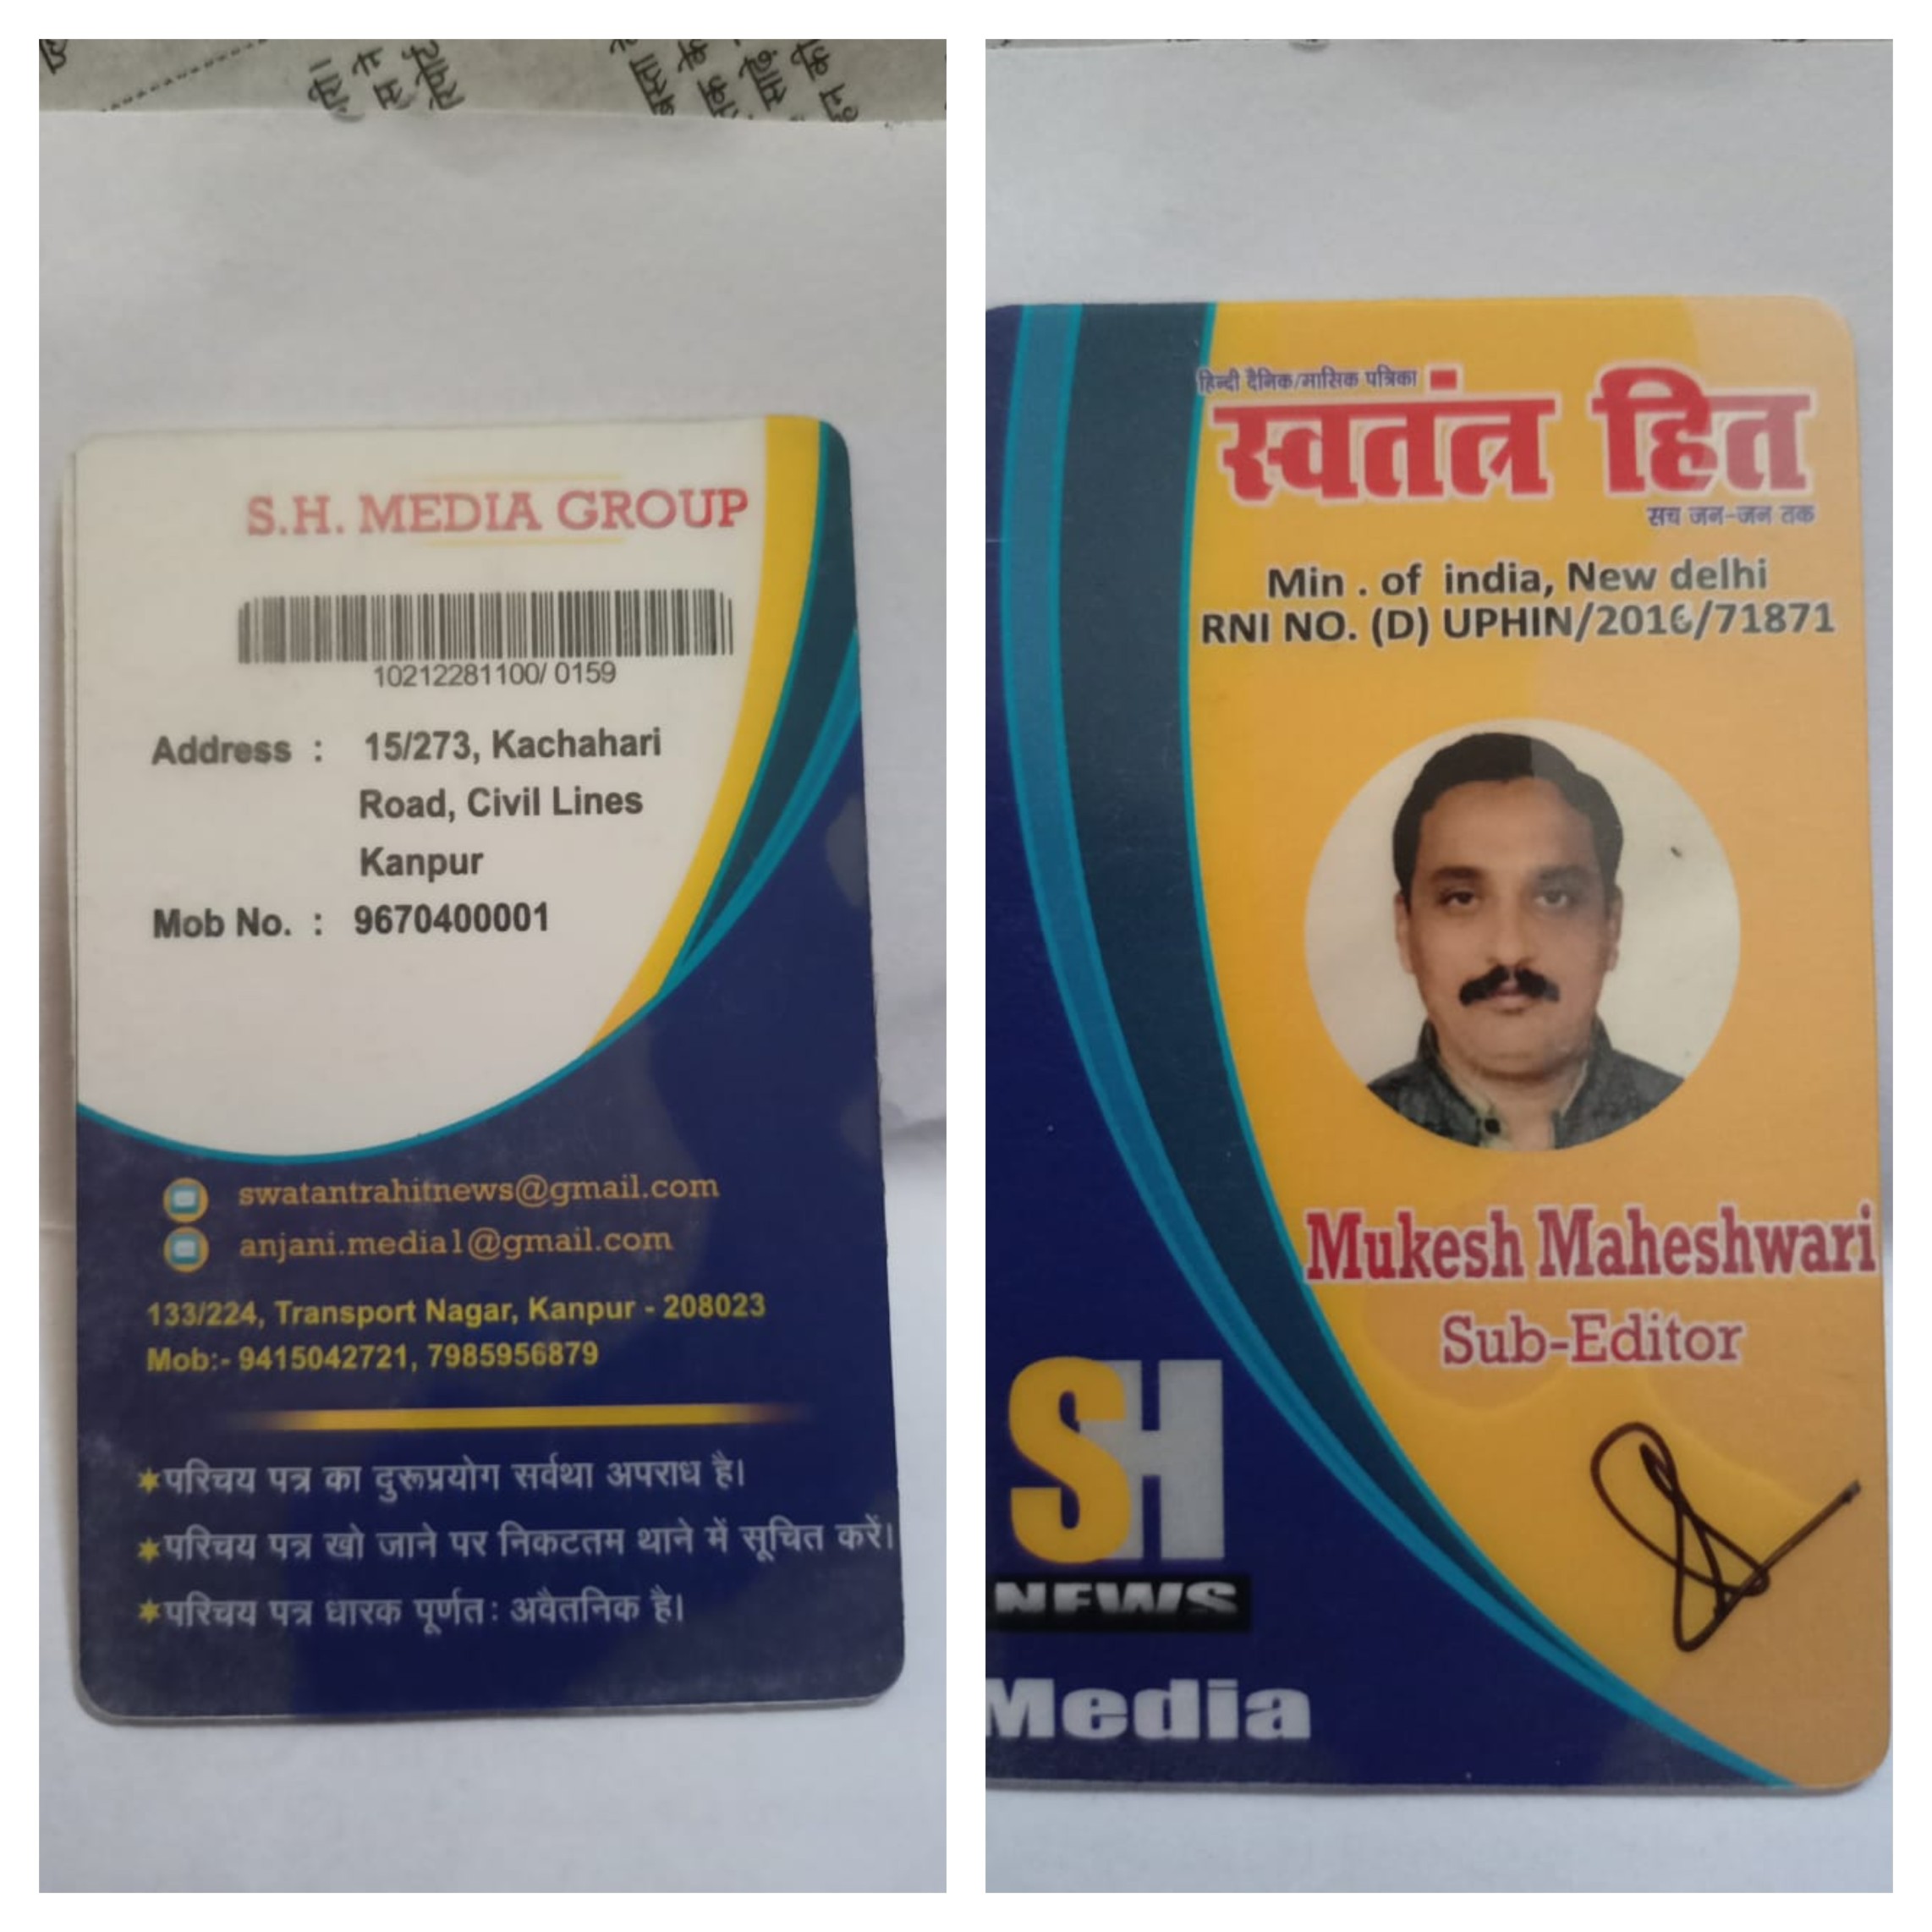 S.H. MEDIA GROUP
10212281100/ 0159
Address : 15/273, Kachahari
Road, Civil Lines
Kanpur
Mob No. : 9670400001
swatantrahitnews@gmail.com
anjani.media1@gmail.com
133/224, Transport Nagar, Kanpur - 208023
Mob:- 9415042721, 7985956879
परिचय पत्र का दुरूप्रयोग सर्वथा अपराध है।
परिचय पत्र खो जाने पर निकटतम थाने में सूचित करें।
परिचय पत्र धारक पूर्णतः अवैतनिक है।
हिन्दी दैनिक/मासिक पत्रिका
स्वतंत्र हित
सच जन-जन तक
Min . of india, New delhi
RNI NO. (D) UPHIN/2016/71871
Mukesh Maheshwari
Sub-Editor
SH
NEWS
Media